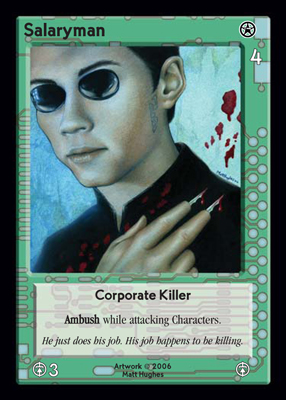 Salaryman
4
Corporate Killer
Ambush while attacking Characters.
He just does his job. His job happens to be killing.
3
Artwork © 2006
Matt Hughes